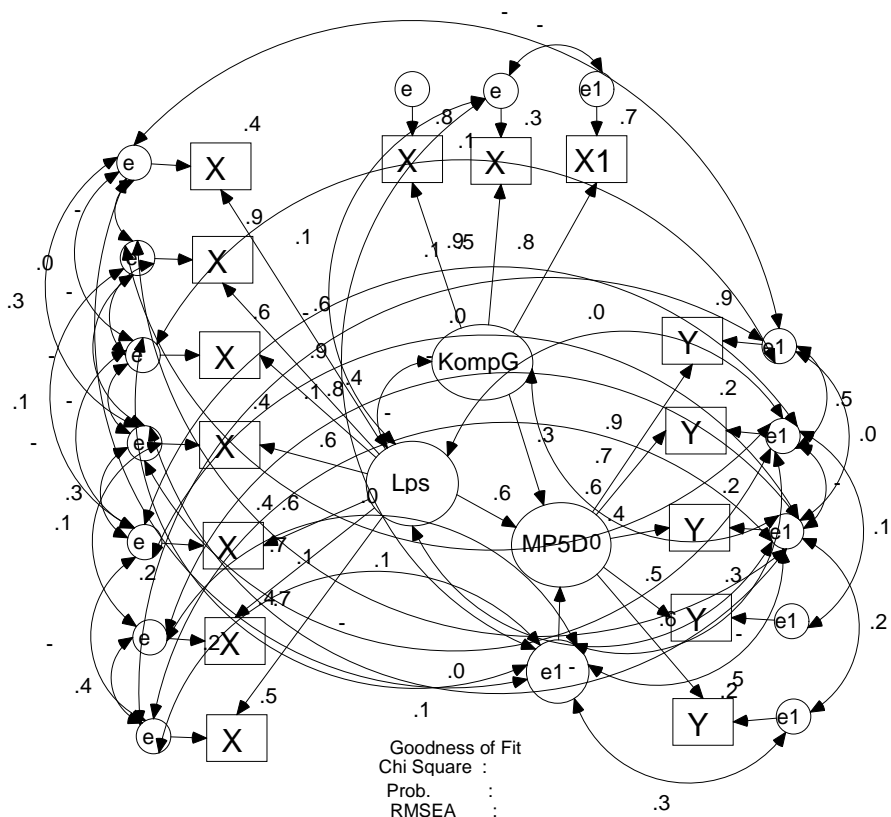 -
-
e
e
e1
.8
.3
.7
.1
.4
e
X
X
X
X1
-
.9
e
X
.1
.1
.9
.5
.8
.0
.3
-
.6
-
.6
.0
.0
.9
e
X
.9
KompG
Y
e1
.1
.8
.4
.2
.5
.1
-
.4
-
.9
.0
e
X
.6
.3
.7
Y
e1
-
Lps
.6
.6
.2
-
.3
.4
.6
.0
.4
e
X
.7
.1
.1
MP5D0
Y
e1
.1
.2
.5
.3
.4
.7
.6
Y
e1
.2
e
X
-
-
-
.2
.0
e1
-
.5
.4
.5
.1
.2
Y
e1
e
X
Goodness of Fit
Chi Square :
Prob. :
RMSEA :
.3